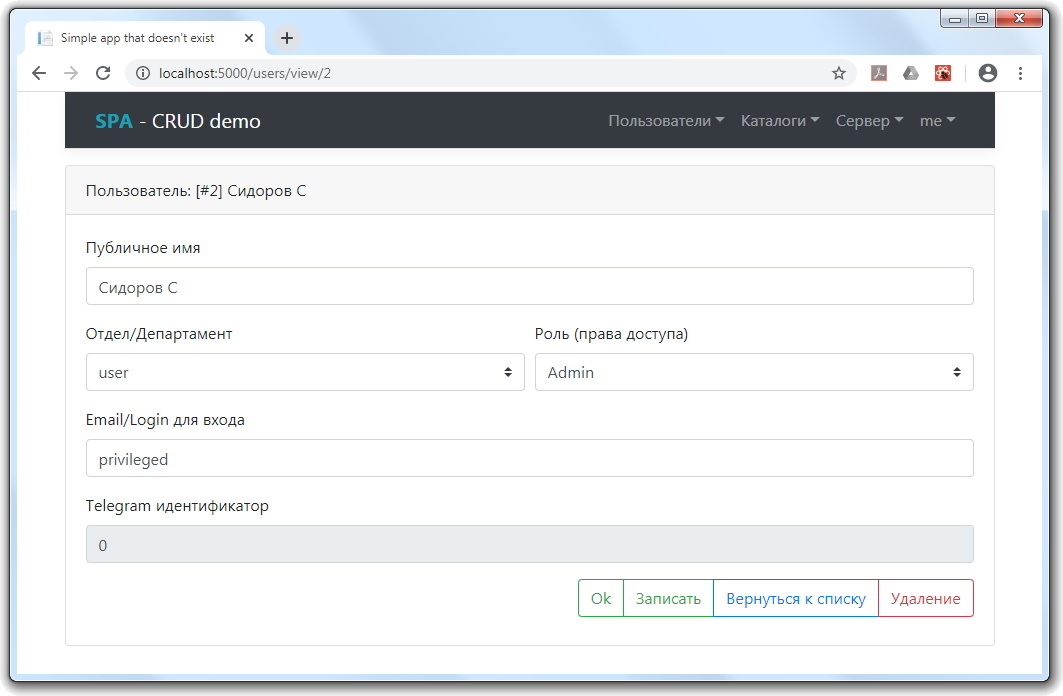 Simple app that doesn't exist
localhost:5000/users/view/2
SPA - CRUD demo Пользователи Каталоги Сервер me
Пользователь: [#2] Сидоров С
Публичное имя
Сидоров С
Отдел/Департамент Роль (права доступа)
user Admin
Email/Login для входа
privileged
Telegram идентификатор
0
Ok Записать Вернуться к списку Удаление